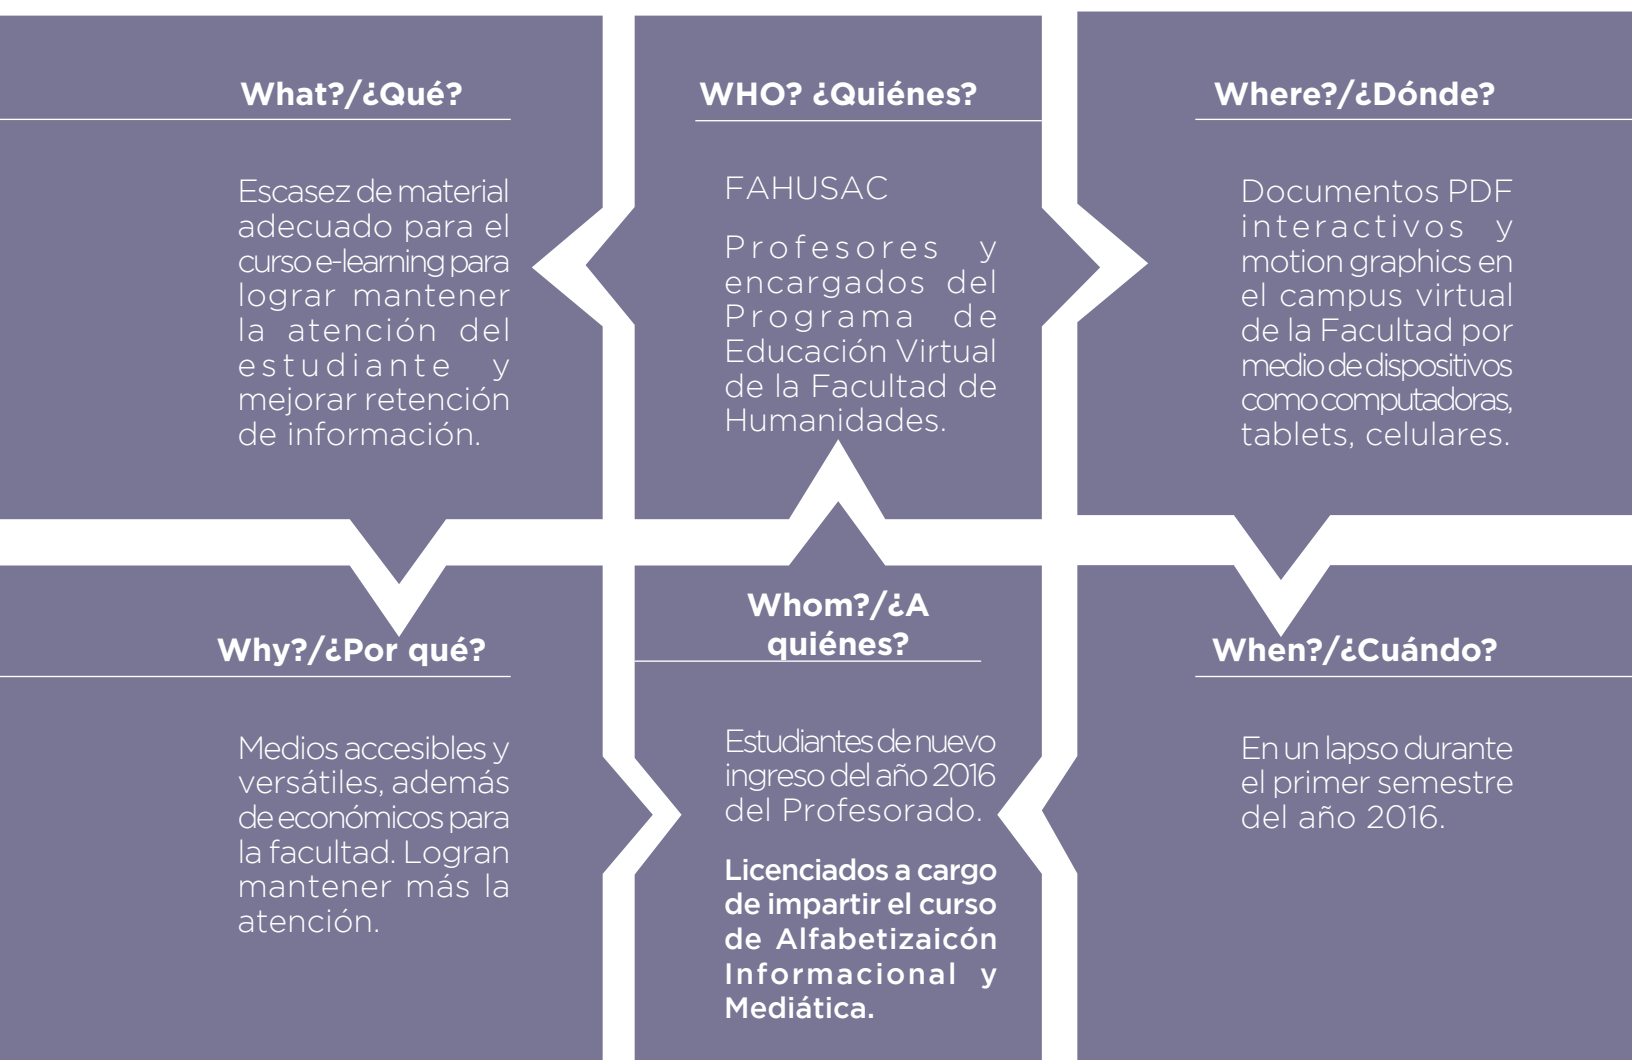 What?/¿Qué?
Escasez de material
adecuado para el
curso e-learning para
lograr mantener
la atención del
estudiante y
mejorar retención
de información.
WHO? ¿Quiénes?
FAHUSAC
Profesores y
encargados del
Programa de
Educación Virtual
de la Facultad de
Humanidades.
Where?/¿Dónde?
Documentos PDF
interactivos y
motion graphics en
el campus virtual
de la Facultad por
medio de dispositivos
como computadoras,
tablets, celulares.
Why?/¿Por qué?
Medios accesibles y
versátiles, además
de económicos para
la facultad. Logran
mantener más la
atención.
Whom?/¿A
quiénes?
Estudiantes de nuevo
ingreso del año 2016
del Profesorado.
Licenciados a cargo
de impartir el curso
de Alfabetizaicón
Informacional y
Mediática.
When?/¿Cuándo?
En un lapso durante
el primer semestre
del año 2016.